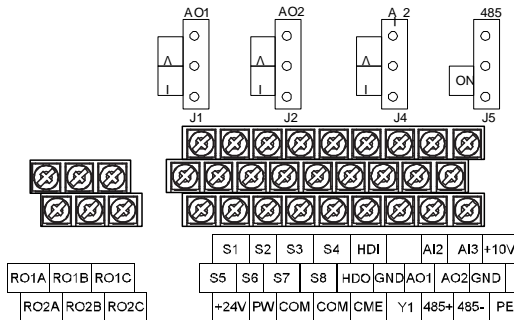 AO1 AO2 A 2 485
V V V
I I I ON
J1 J2 J4 J5
S1 S2 S3 S4 HDI AI2 AI3 +10V
RO1A RO1B RO1C S5 S6 S7 S8 HDO GND AO1 AO2 GND
RO2A RO2B RO2C +24V PW COM COM CME Y1 485+ 485- PE